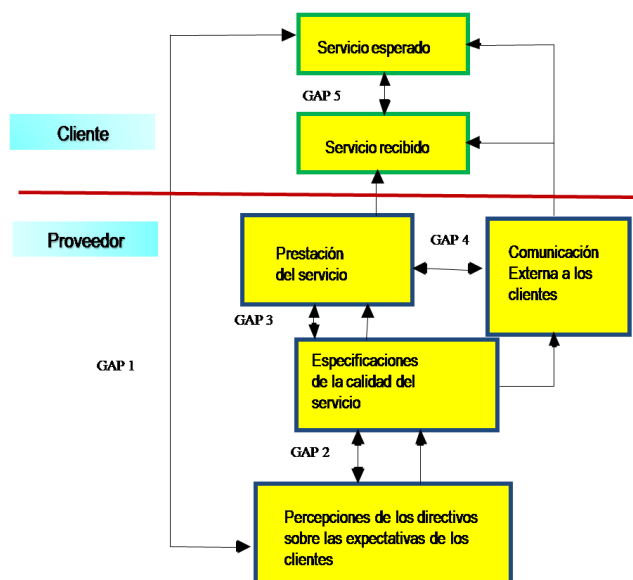 Servicio esperado
GAP 5
Cliente
Servicio recibido
Proveedor
Prestación
del servicio
GAP 4
Comunicación
Externa a los
clientes
GAP 3
GAP 1
Especificaciones
de la calidad del
servicio
GAP 2
Percepciones de los directivos
sobre las expectativas de los
clientes